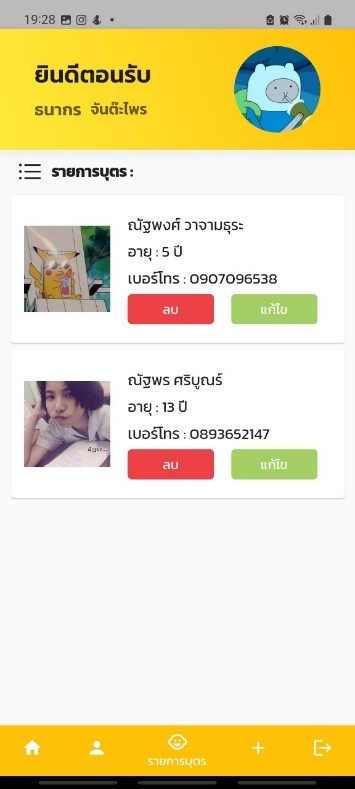 19:28
ยินดีตอนรับ
ธนากร จันต๊ะไพร
รายการบุตร :
ณัฐพงศ์ วาจามธุระ
อายุ : 5 ปี
เบอร์โทร : 0907096538
ลบ แก้ไข
ณัฐพร ศริบูณร์
อายุ : 13 ปี
เบอร์โทร : 0893652147
ลบ แก้ไข
รายการบุตร